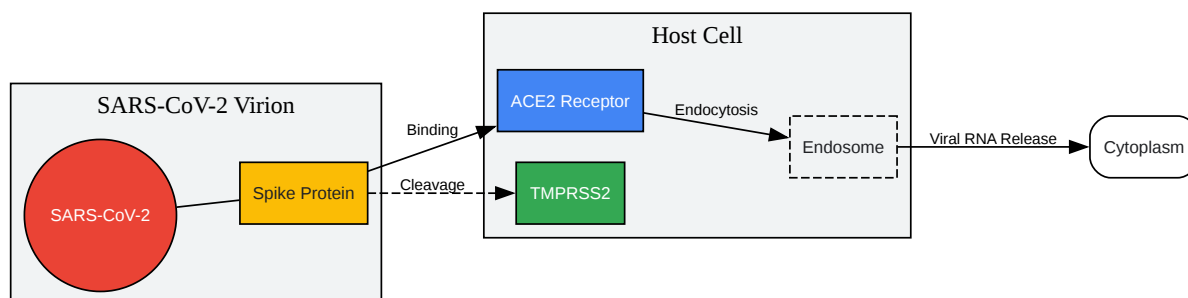 Host Cell
SARS-CoV-2 Virion
ACE2 Receptor
Endocytosis
Binding
Endosome
Viral RNA Release
Cytoplasm
Spike Protein
Cleavage
TMPRSS2
SARS-CoV-2